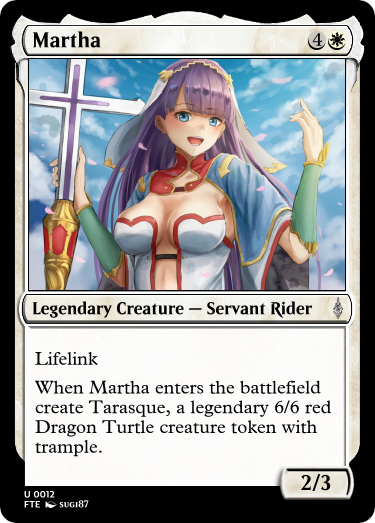 Martha 4
Legendary Creature — Servant Rider
Lifelink
When Martha enters the battlefield
create Tarasque, a legendary 6/6 red
Dragon Turtle creature token with
trample.
2/3
U 0012
FTE SUGI87